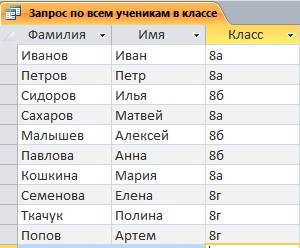 Запрос по всем ученикам в классе
Фамилия Имя Класс
Иванов Иван 8а
Петров Петр 8а
Сидоров Илья 8б
Сахаров Матвей 8а
Малышев Алексей 8б
Павлова Анна 8б
Кошкина Мария 8а
Семенова Елена 8г
Ткачук Полина 8г
Попов Артем 8г